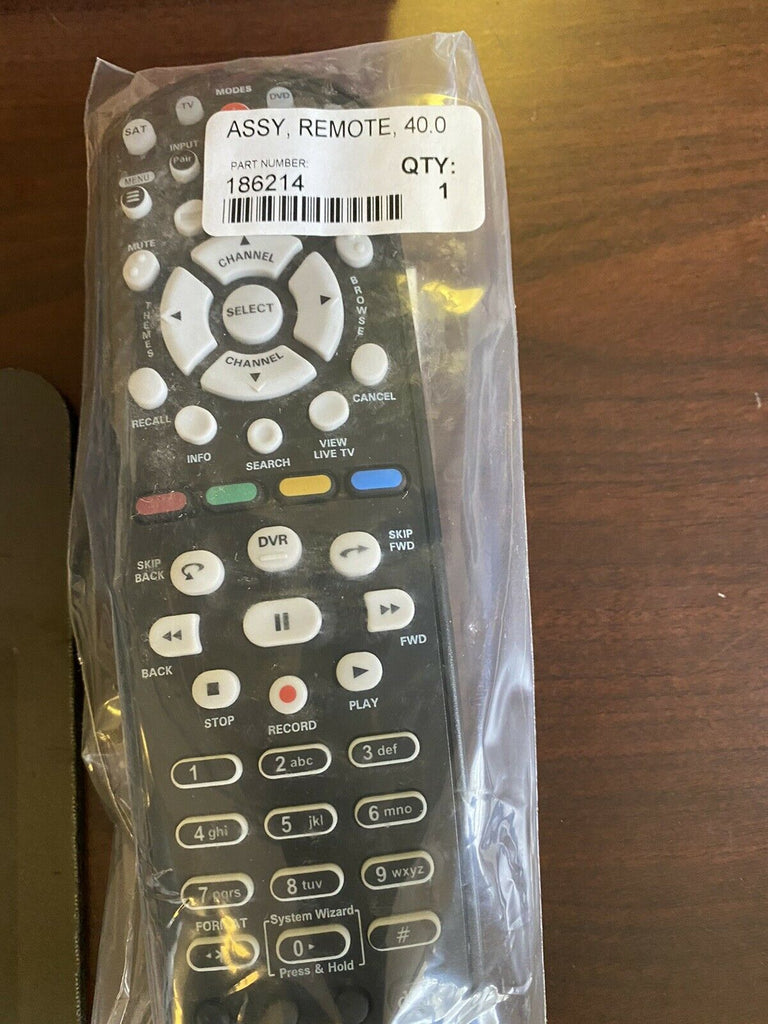 MODES
SAT
TV
DVD
INPUT
Pair
ASSY, REMOTE, 40.0
PART NUMBER:
186214
QTY:
1
MENU
MUTE
CHANNEL
THEMES
SELECT
BROWSE
CHANNEL
RECALL
CANCEL
INFO
SEARCH
VIEW
LIVE TV
SKIP
BACK
DVR
SKIP
FWD
BACK
FWD
STOP
RECORD
PLAY
1
2 abc
3 def
4 ghi
5 jkl
6 mno
7 pqrs
8 tuv
9 wxyz
FORMAT
System Wizard
0
#
Press & Hold